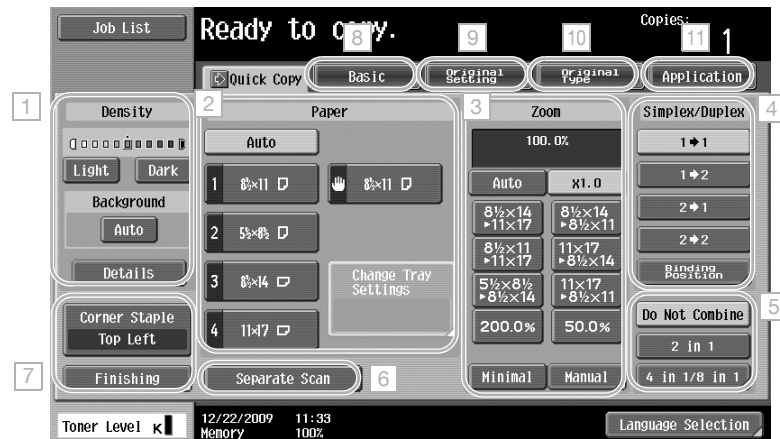 Job List
Ready to copy.
Copies:
1
8
9
10
11
Quick Copy
Basic
Original Setting
Original Type
Application
1
2
3
4
Density
Paper
Zoom
Simplex/Duplex
Light
Dark
Background
Auto
Details
Auto
1 8½×11
8½×11
2 5½×8½
3 8½×14
4 11×17
Change Tray
Settings
100.0%
Auto
x1.0
8½×14
▸11×17
8½×14
▸8½×11
8½×11
▸11×17
11×17
▸8½×14
5½×8½
▸8½×14
11×17
▸8½×11
200.0%
50.0%
Minimal
Manual
1➜1
1➜2
2➜1
2➜2
Binding
Position
5
Do Not Combine
2 in 1
4 in 1/8 in 1
Corner Staple
Top Left
7
Finishing
Separate Scan
6
Toner Level K
12/22/2009 11:33
Memory 100%
Language Selection